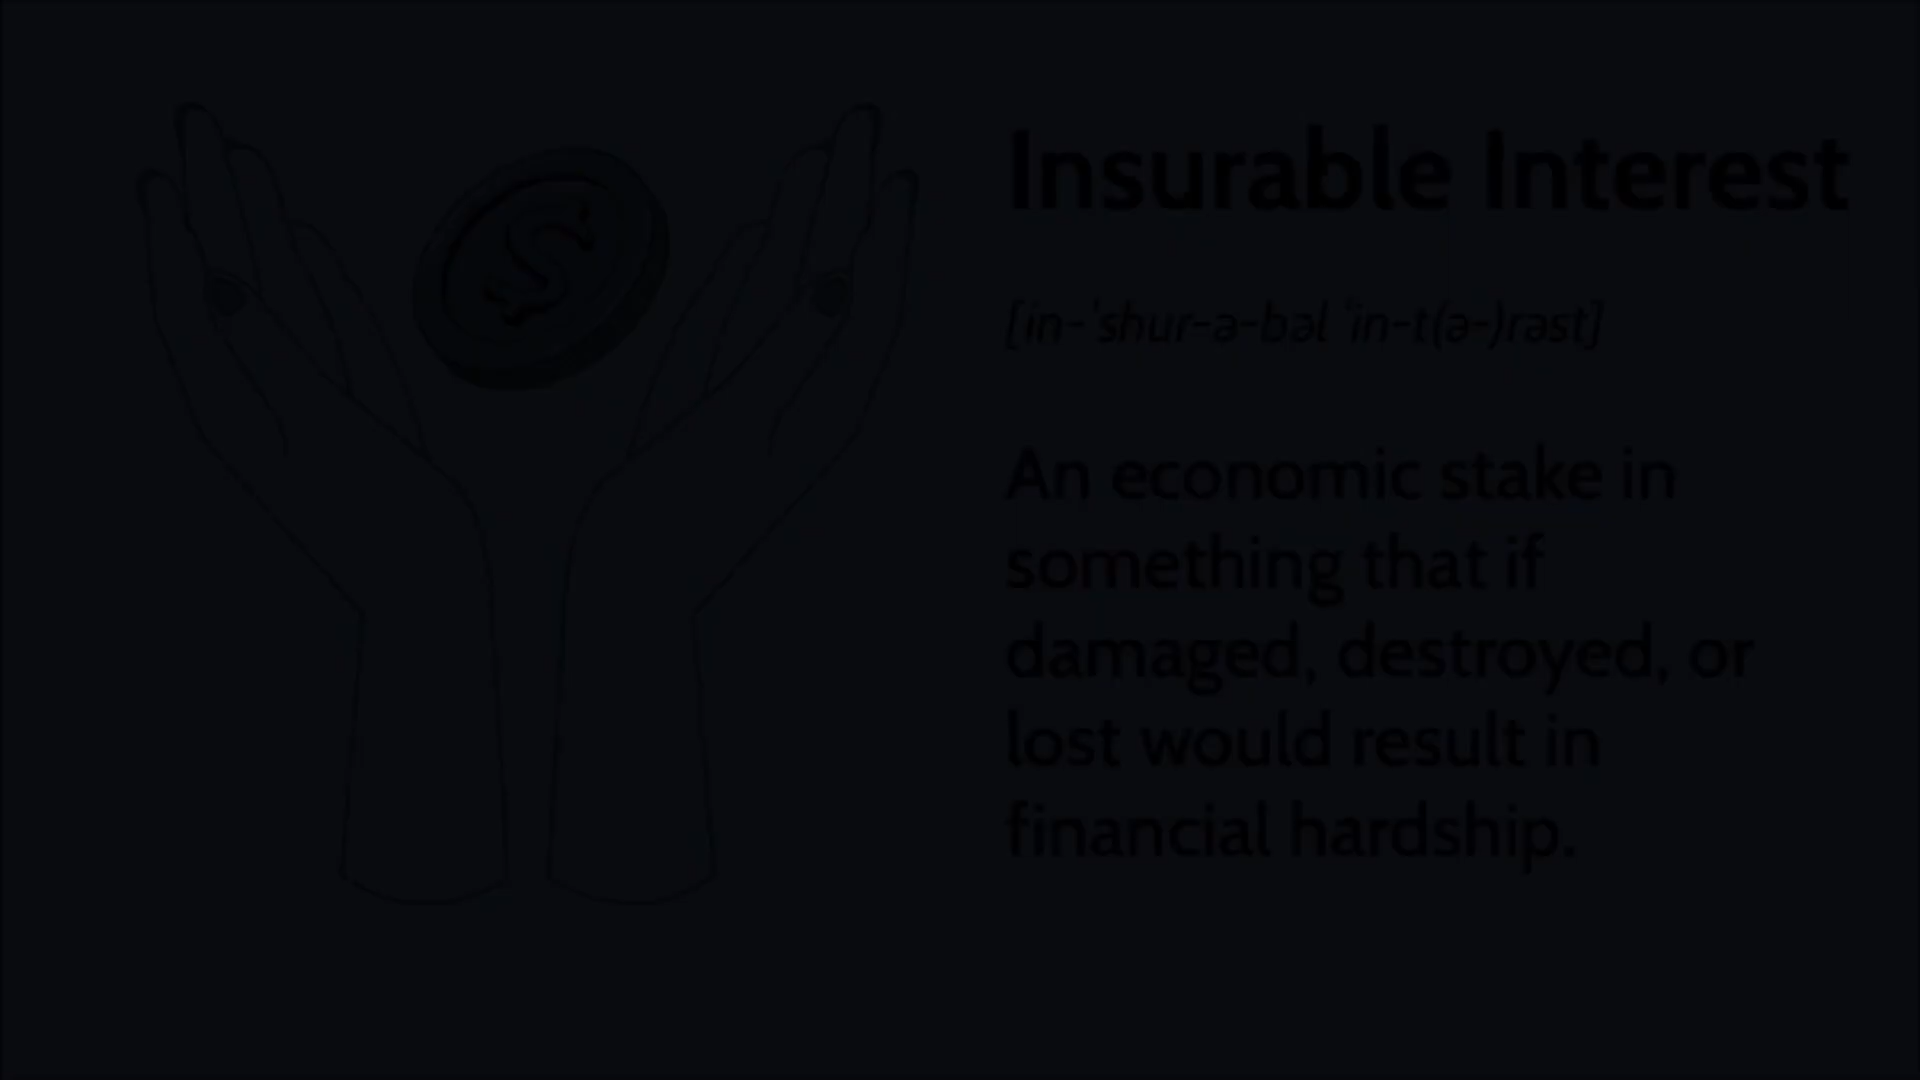 Insurable Interest
[in-ˈshur-ə-bəl ˈin-t(ə-)rəst]
An economic stake in
something that if
damaged, destroyed, or
lost would result in
financial hardship.